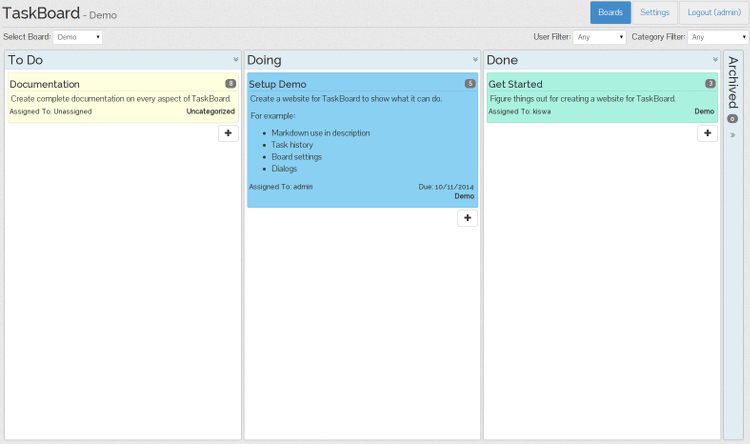 TaskBoard - Demo
Boards
Settings
Logout (admin)
Select Board: Demo
User Filter: Any
Category Filter: Any
To Do
Documentation 8
Create complete documentation on every aspect of TaskBoard.
Assigned To: Unassigned Uncategorized
Doing
Setup Demo 5
Create a website for TaskBoard to show what it can do.
For example:
Markdown use in description
Task history
Board settings
Dialogs
Assigned To: admin Due: 10/11/2014
Demo
Done
Get Started 3
Figure things out for creating a website for TaskBoard.
Assigned To: kiswa Demo
Archived 0